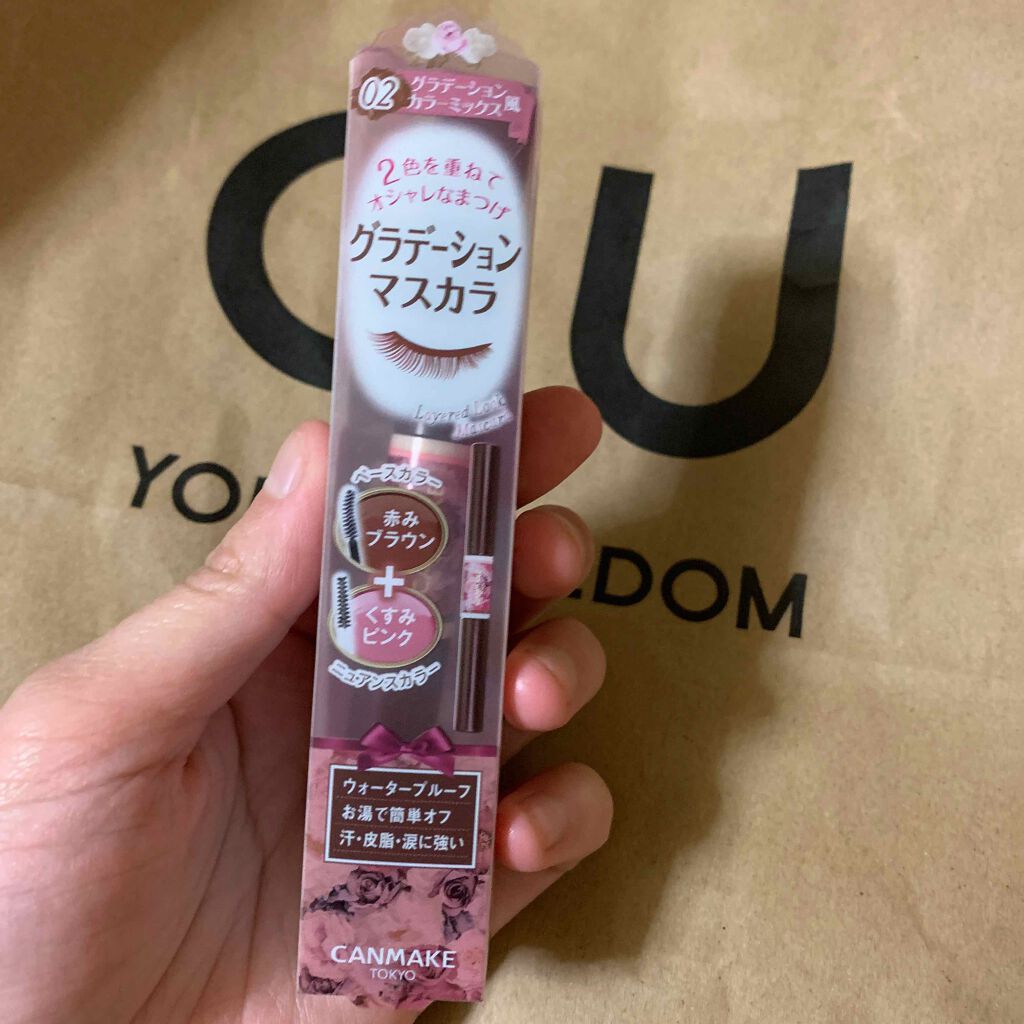 02
グラデーション
カラーミックス風
2色を重ねて
オシャレなまつげ
グラデーション
マスカラ
Layered Look
Mascara
ベースカラー
赤み
ブラウン
+
くすみ
ピンク
ニュアンスカラー
ウォータープルーフ
お湯で簡単オフ
汗・皮脂・涙に強い
CANMAKE
TOKYO
U
YO
EDOM